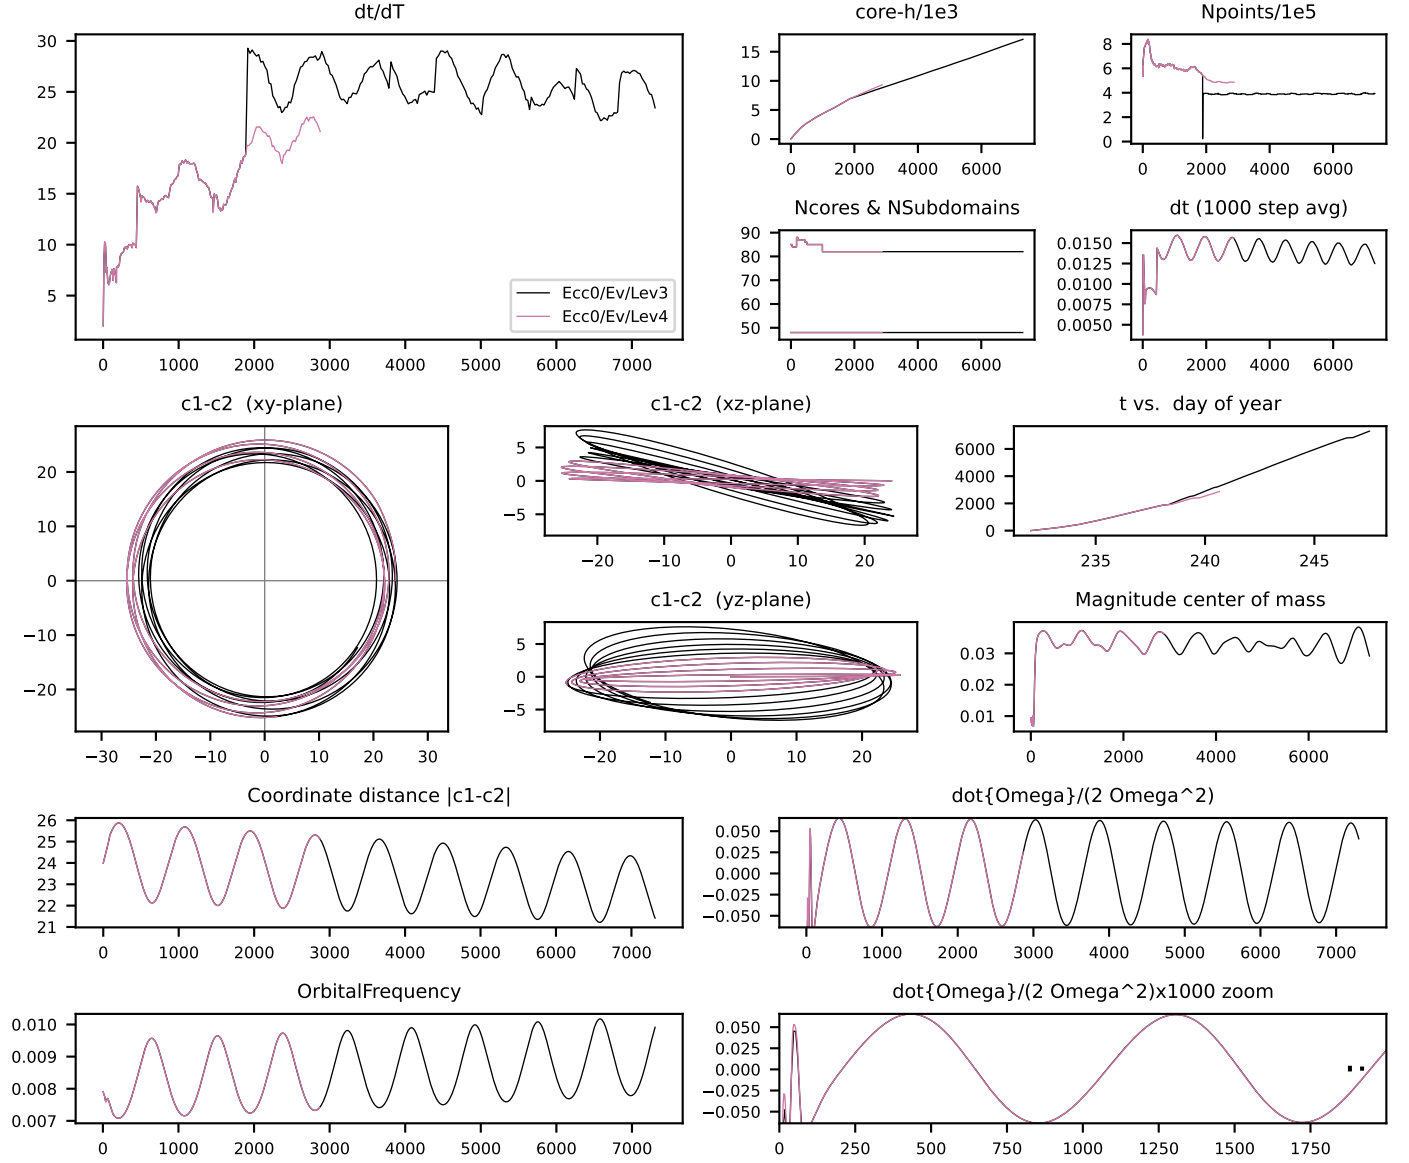 dt/dT
30
25
20
15
10
5
0 1000 2000 3000 4000 5000 6000 7000
Ecc0/Ev/Lev3
Ecc0/Ev/Lev4
core-h/1e3
15
10
5
0
0 2000 4000 6000
Npoints/1e5
8
6
4
2
0
0 2000 4000 6000
Ncores & NSubdomains
90
80
70
60
50
0 2000 4000 6000
dt (1000 step avg)
0.0150
0.0125
0.0100
0.0075
0.0050
0 2000 4000 6000
c1-c2 (xy-plane)
20
10
0
−10
−20
−30 −20 −10 0 10 20 30
c1-c2 (xz-plane)
5
0
−5
−20 −10 0 10 20
t vs. day of year
6000
4000
2000
0
235 240 245
c1-c2 (yz-plane)
5
0
−5
−20 −10 0 10 20
Magnitude center of mass
0.03
0.02
0.01
0 2000 4000 6000
Coordinate distance |c1-c2|
26
25
24
23
22
21
0 1000 2000 3000 4000 5000 6000 7000
dot{Omega}/(2 Omega^2)
0.050
0.025
0.000
−0.025
−0.050
0 1000 2000 3000 4000 5000 6000 7000
OrbitalFrequency
0.010
0.009
0.008
0.007
0 1000 2000 3000 4000 5000 6000 7000
dot{Omega}/(2 Omega^2)x1000 zoom
0.050
0.025
0.000
−0.025
−0.050
0 250 500 750 1000 1250 1500 1750